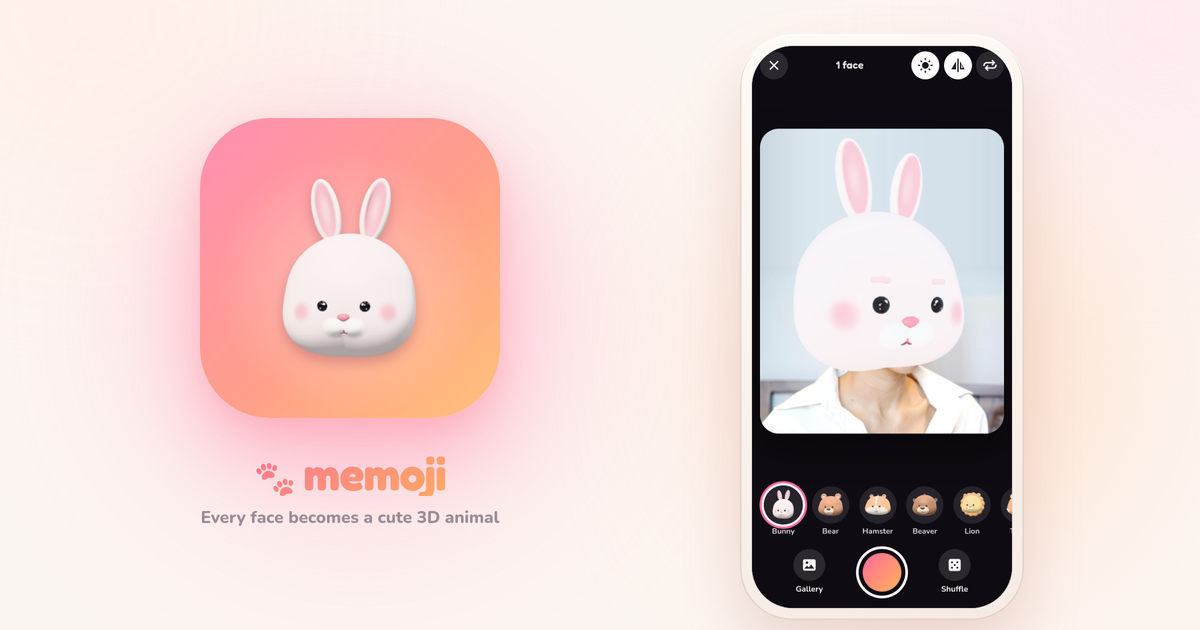 memoji
Every face becomes a cute 3D animal
1 face
Bunny
Bear
Hamster
Beaver
Lion
Gallery
Shuffle